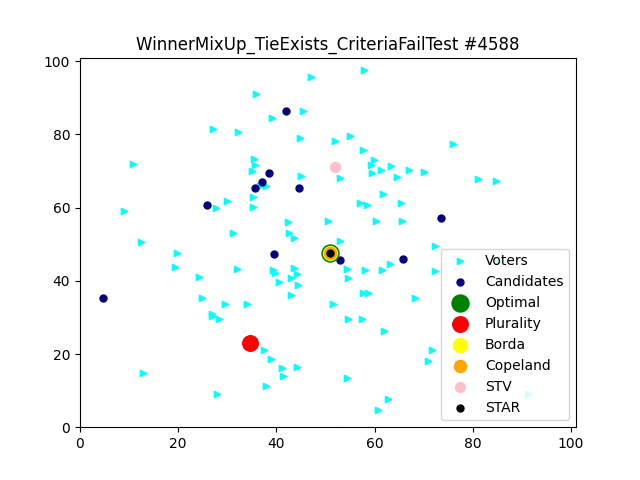 WinnerMixUp_TieExists_CriteriaFailTest #4588
100
80
60
40
20
0
0
20
40
60
80
100
Voters
Candidates
Optimal
Plurality
Borda
Copeland
STV
STAR